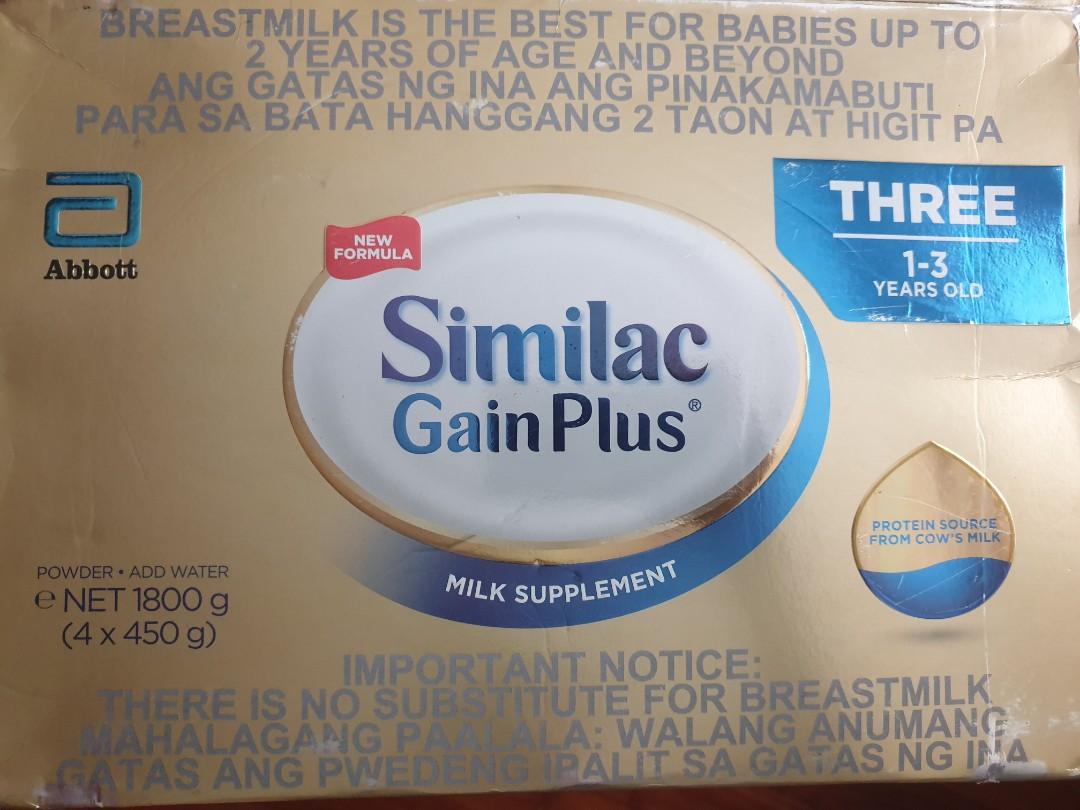 BREASTMILK IS THE BEST FOR BABIES UP TO
2 YEARS OF AGE AND BEYOND
ANG GATAS NG INA ANG PINAKAMABUTI
PARA SA BATA HANGGANG 2 TAON AT HIGIT PA
Abbott
THREE
1-3
YEARS OLD
NEW
FORMULA
Similac
Gain Plus®
MILK SUPPLEMENT
PROTEIN SOURCE
FROM COW'S MILK
POWDER • ADD WATER
e NET 1800 g
(4 x 450 g)
IMPORTANT NOTICE:
THERE IS NO SUBSTITUTE FOR BREASTMILK
MAHALAGANG PAALALA: WALANG ANUMANG
GATAS ANG PWEDENG IPALIT SA GATAS NG INA